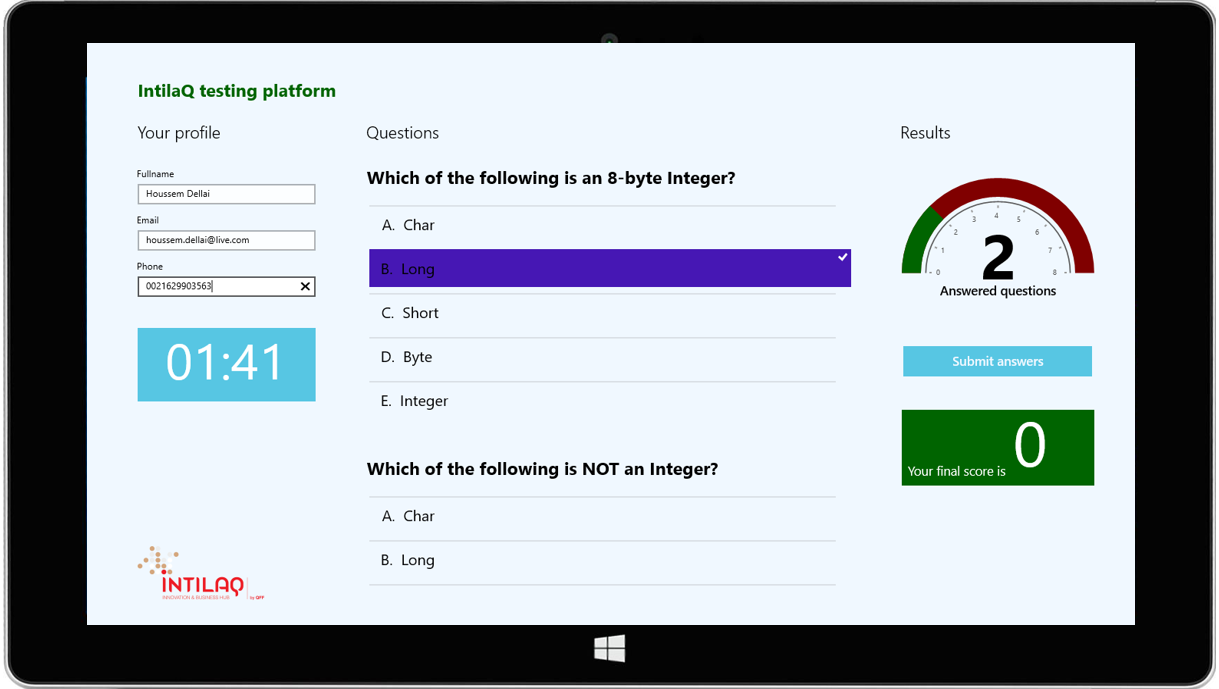 IntilaQ testing platform
Your profile
Fullname
Houssem Dellai
Email
houssem.dellai@live.com
Phone
0021629903563
01:41
INTILAQ
INNOVATION & BUSINESS HUB
by QFF
Questions
Which of the following is an 8-byte Integer?
A. Char
B. Long
C. Short
D. Byte
E. Integer
Which of the following is NOT an Integer?
A. Char
B. Long
Results
0 1 2 3 4 5 6 7 8
2
Answered questions
Submit answers
Your final score is 0